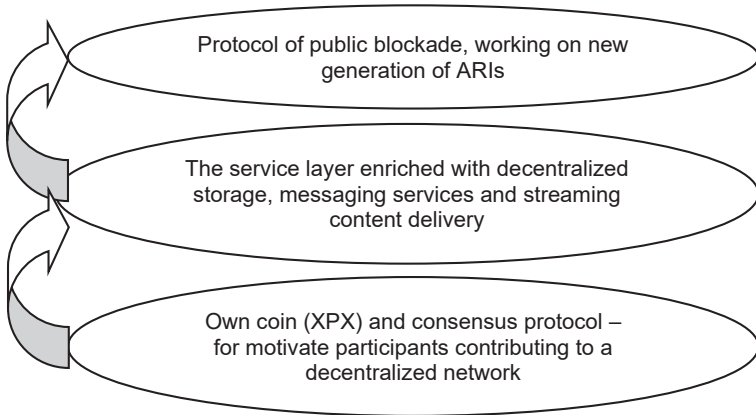 Protocol of public blockade, working on new
generation of ARIs
The service layer enriched with decentralized
storage, messaging services and streaming
content delivery
Own coin (XPX) and consensus protocol –
for motivate participants contributing to a
decentralized network